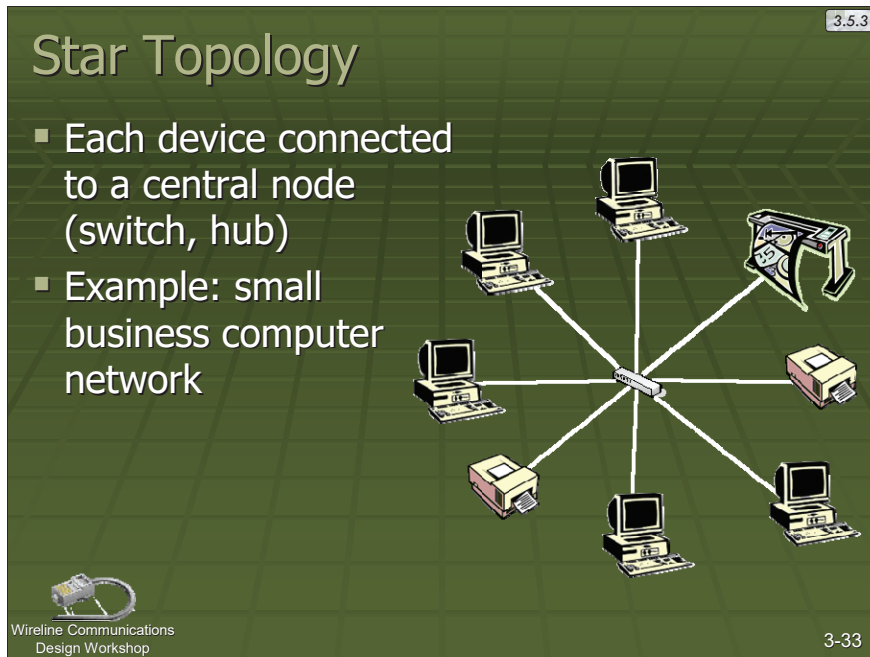 3.5.3
Star Topology
Each device connected
to a central node
(switch, hub)
Example: small
business computer
network
Wireline Communications
Design Workshop
3-33